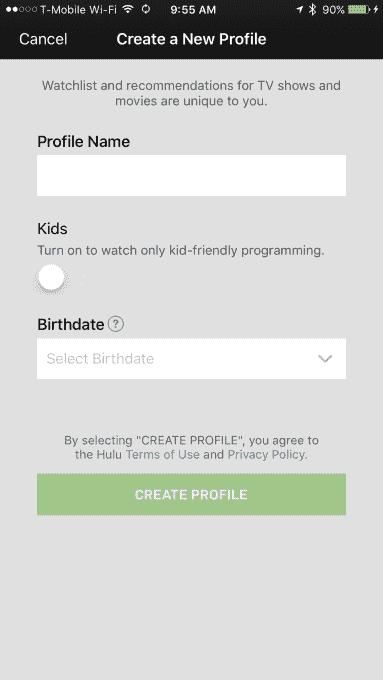 T-Mobile Wi-Fi 9:55 AM 90%
Cancel Create a New Profile
Watchlist and recommendations for TV shows and
movies are unique to you.
Profile Name
Kids
Turn on to watch only kid-friendly programming.
Birthdate ?
Select Birthdate
By selecting "CREATE PROFILE", you agree to
the Hulu Terms of Use and Privacy Policy.
CREATE PROFILE